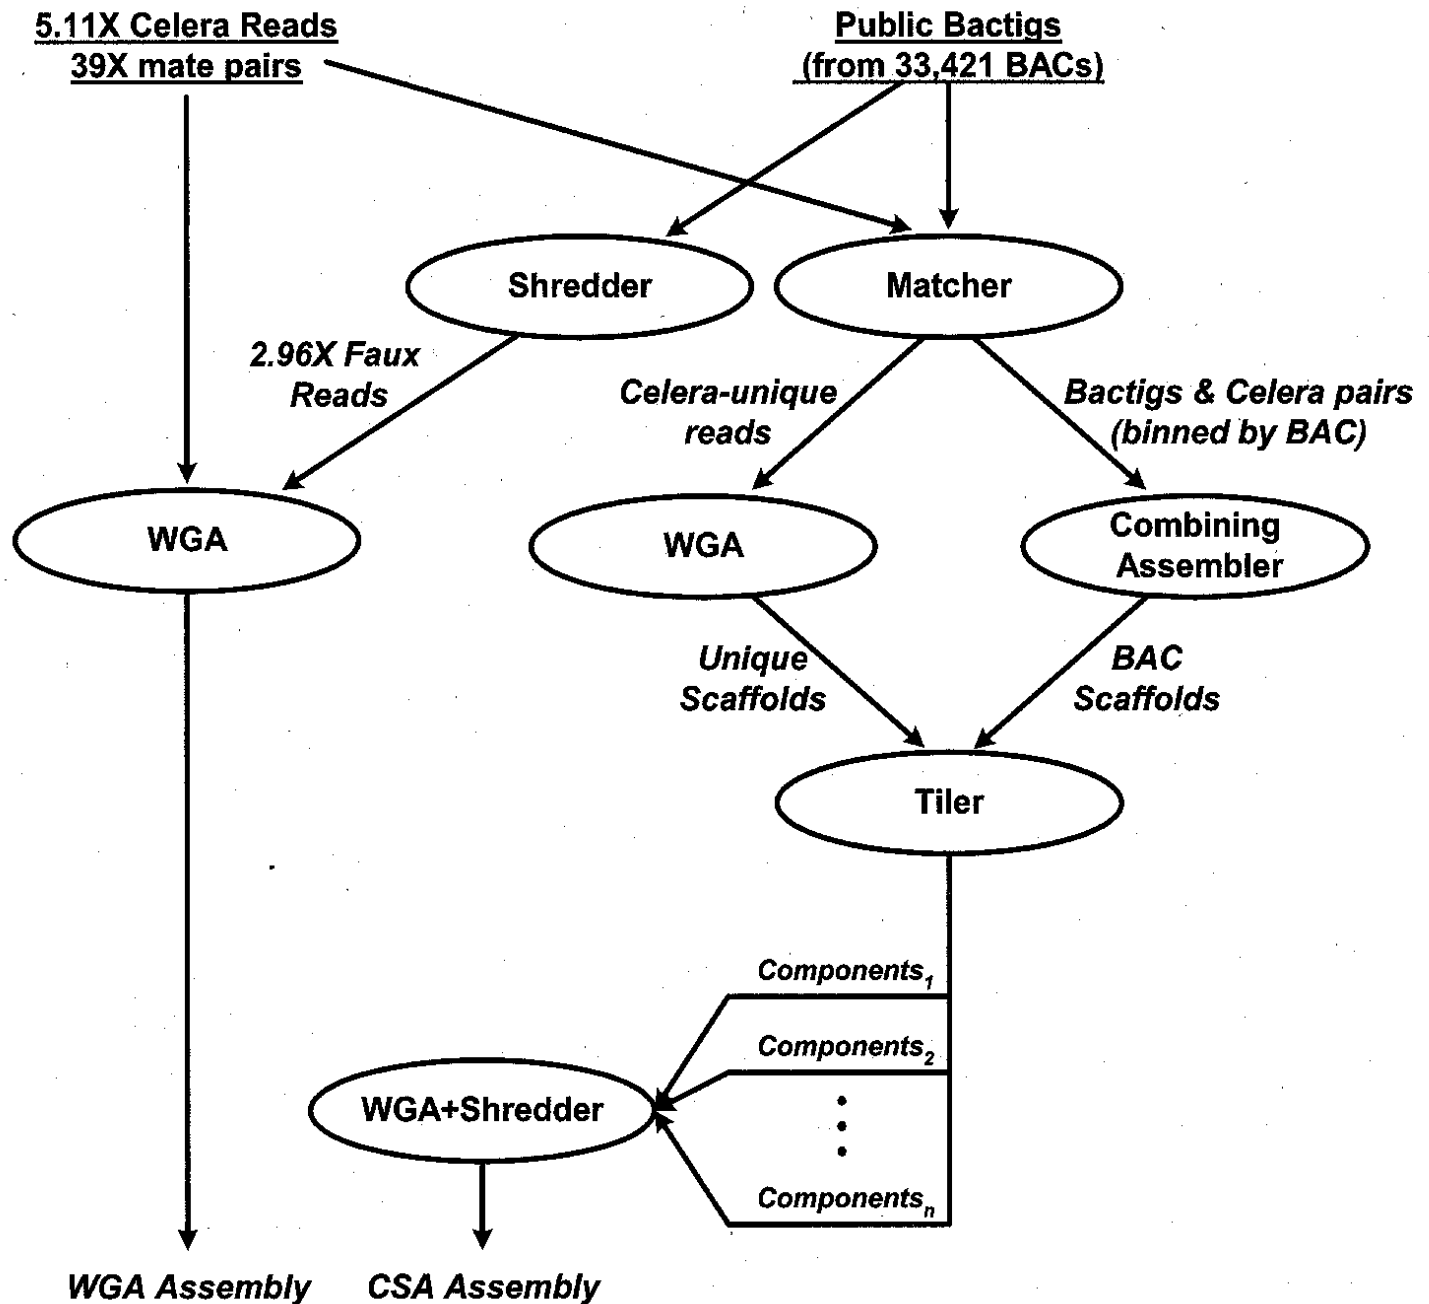 5.11X Celera Reads
39X mate pairs
Public Bactigs
(from 33,421 BACs)
Shredder
Matcher
2.96X Faux
Reads
Celera-unique
reads
Bactigs & Celera pairs
(binned by BAC)
WGA
WGA
Combining
Assembler
Unique
Scaffolds
BAC
Scaffolds
Tiler
Components1
Components2
WGA+Shredder
Componentsn
WGA Assembly
CSA Assembly